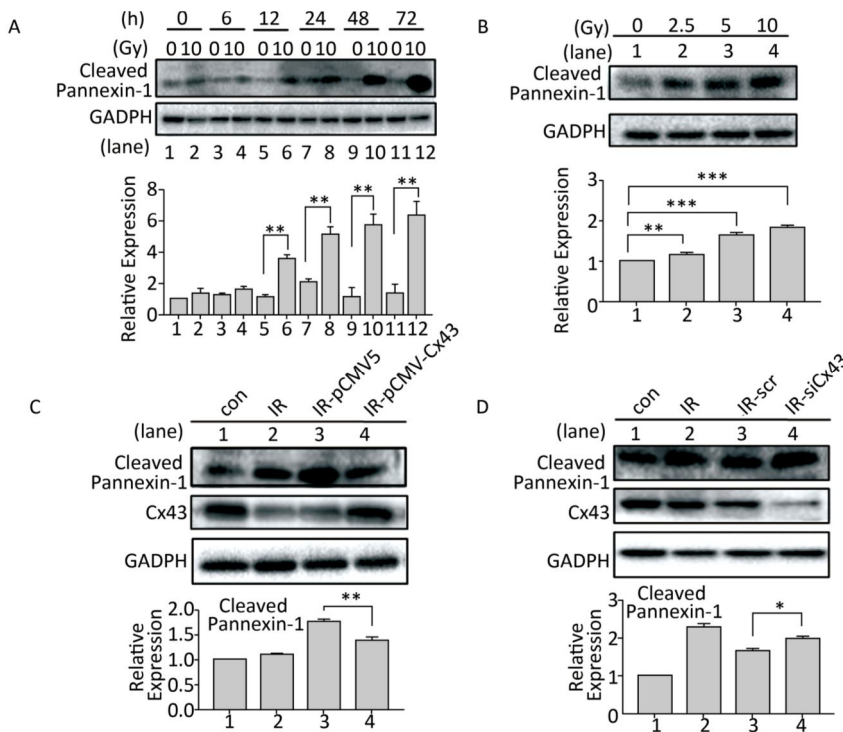 A
(h) 0 6 12 24 48 72
(Gy) 0 10 0 10 0 10 0 10 0 10 0 10
Cleaved
Pannexin-1
GADPH
(lane) 1 2 3 4 5 6 7 8 9 10 11 12
Relative Expression
8
6
4
2
0
** ** ** **
1 2 3 4 5 6 7 8 9 10 11 12
B
(Gy) 0 2.5 5 10
(lane) 1 2 3 4
Cleaved
Pannexin-1
GADPH
Relative Expression
3
2
1
0
***
***
**
1 2 3 4
C
con IR IR-pCMV5 IR-pCMV-Cx43
(lane) 1 2 3 4
Cleaved
Pannexin-1
Cx43
GADPH
Cleaved
Pannexin-1
Relative
Expression
2.0
1.5
1.0
0.5
0.0
**
1 2 3 4
D
con IR IR-scr IR-siCx43
(lane) 1 2 3 4
Cleaved
Pannexin-1
Cx43
GADPH
Cleaved
Pannexin-1
Relative
Expression
3
2
1
0
*
1 2 3 4